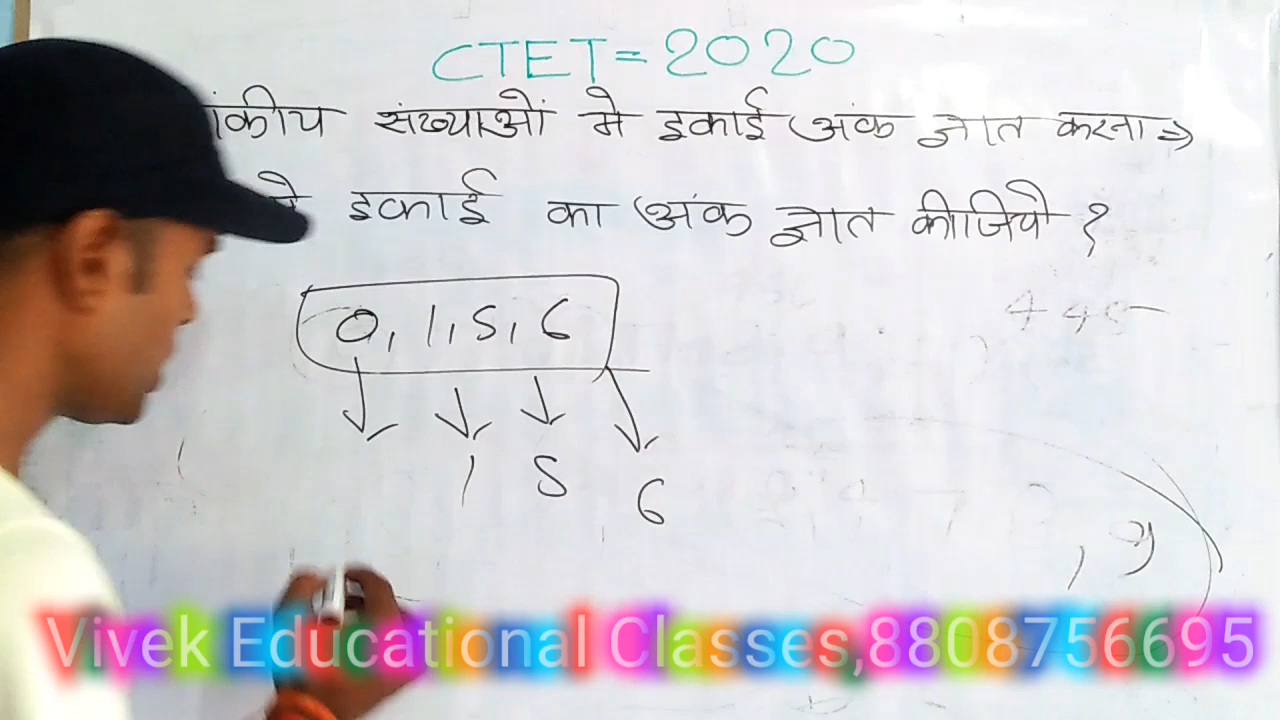 CTET = 2020
संख्याओं मे इकाई अंक ज्ञात करना ⇒
इकाई का अंक ज्ञात कीजिये ?
0, 1, 5, 6
1 5 6
Vivek Educational Classes,8808756695